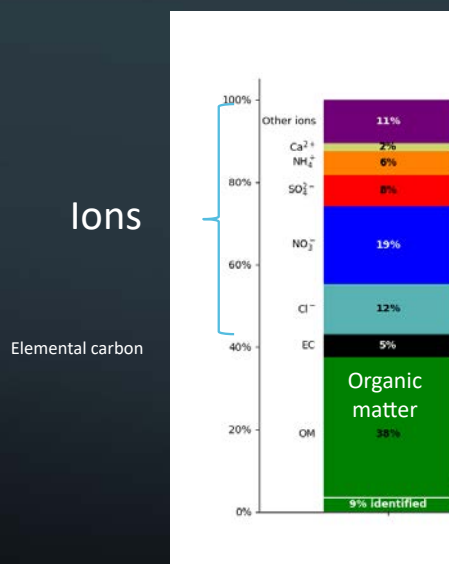 100%
Other ions 11%
Ca²⁺ 2%
NH₄⁺ 6%
80%
SO₄²⁻ 8%
Ions
NO₃⁻ 19%
60%
Cl⁻ 12%
Elemental carbon
40%
EC 5%
Organic
matter
20%
OM 38%
9% identified
0%